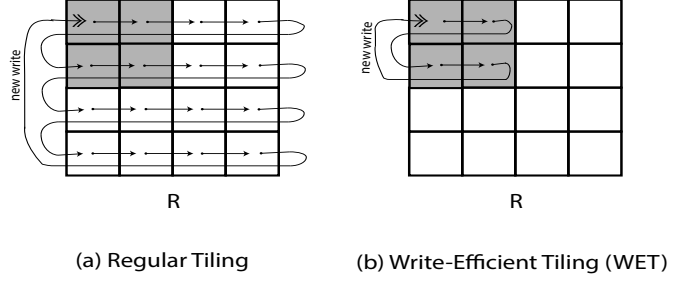 new write
new write
R
R
(a) Regular Tiling
(b) Write-Efficient Tiling (WET)